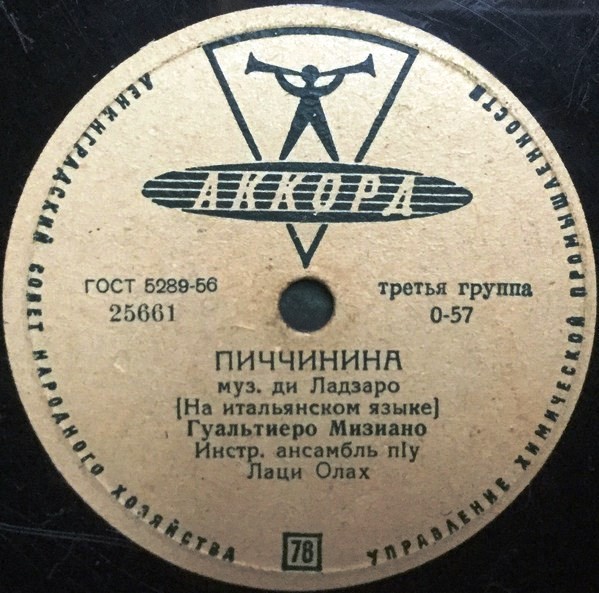 ЛЕНИНГРАДСКИЙ СОВЕТ НАРОДНОГО ХОЗЯЙСТВА
УПРАВЛЕНИЕ ХИМИЧЕСКОЙ ПРОМЫШЛЕННОСТИ
АККОРД
ГОСТ 5289-56
25661
третья группа
0-57
ПИЧЧИНИНА
муз. ди Ладзаро
(На итальянском языке)
Гуальтиеро Мизиано
Инстр. ансамбль п/у
Лаци Олах
78